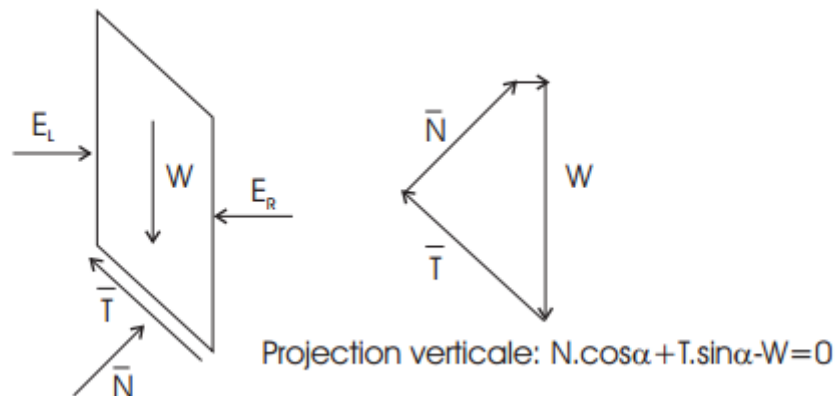 E_L
W
E_R
T̅
N̅
N̅
W
T̅
Projection verticale: N.cosα+T.sinα-W=0